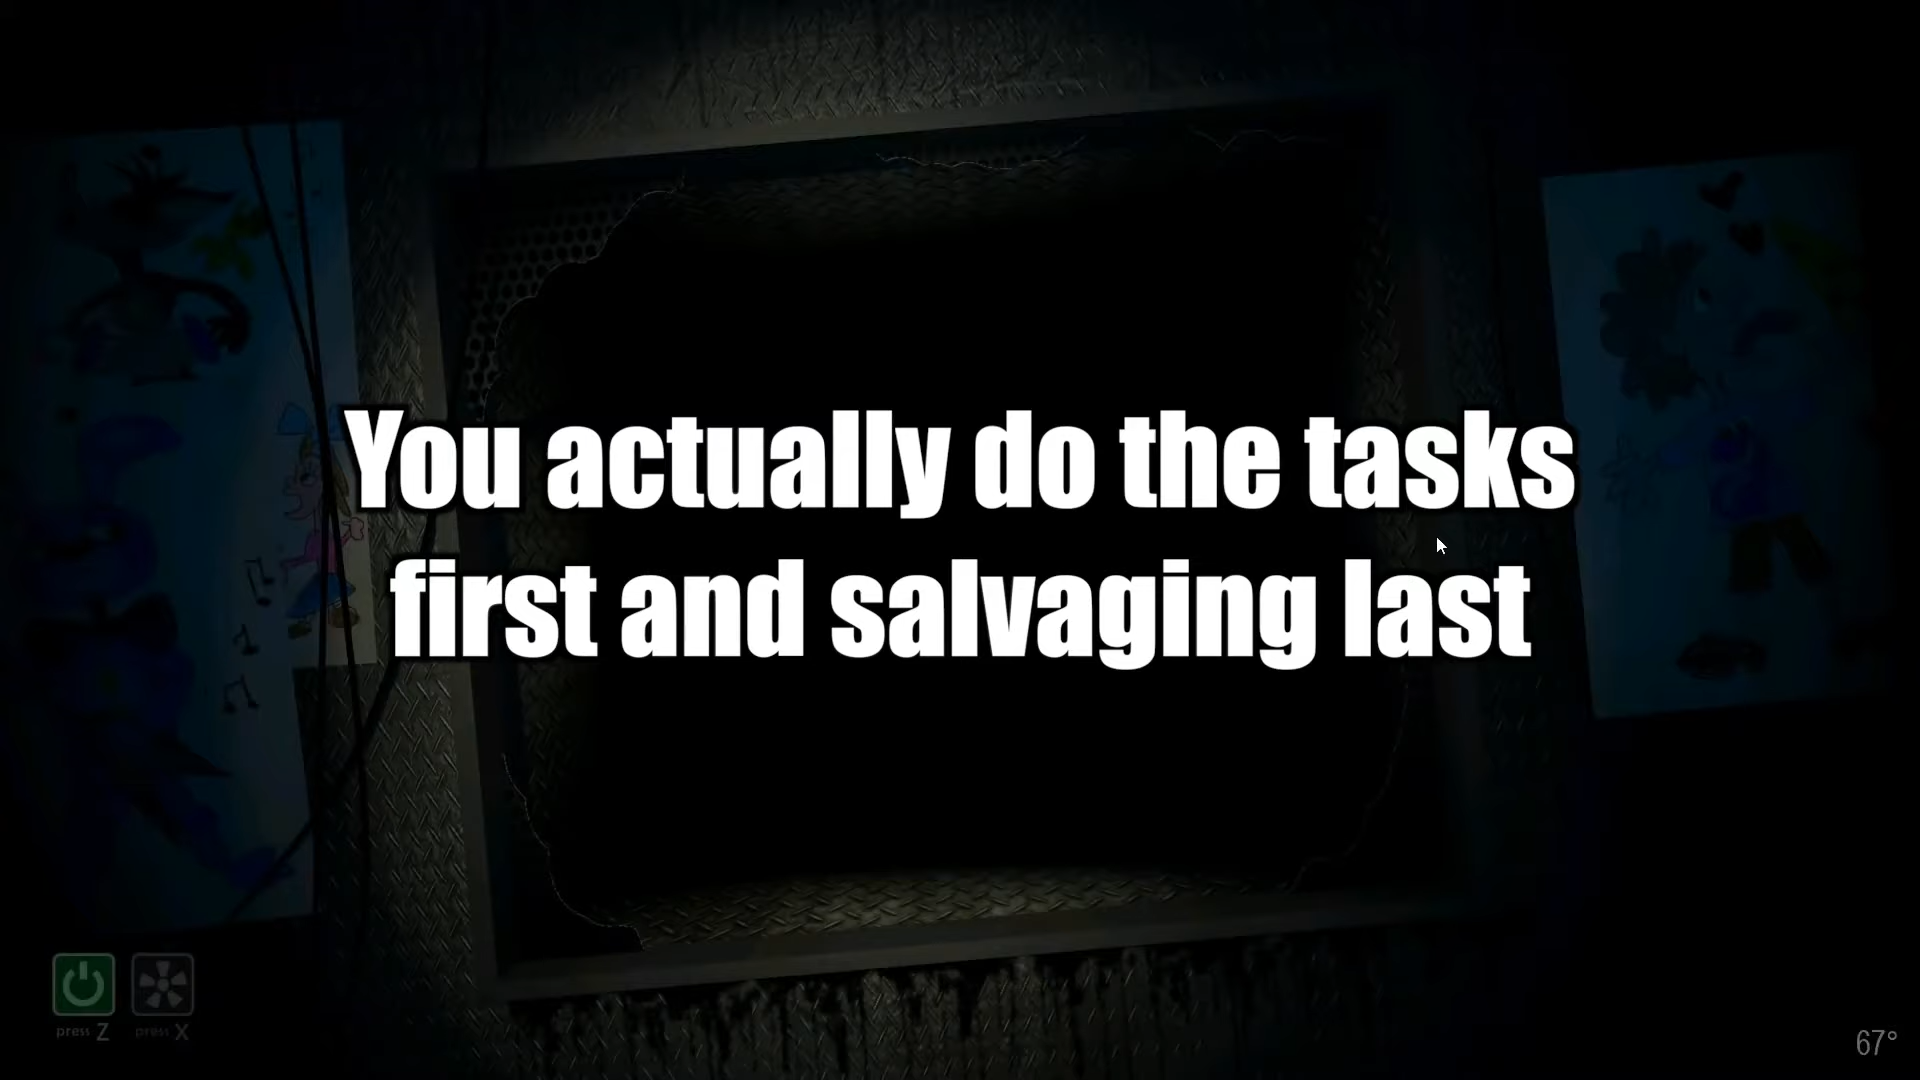 You actually do the tasks
first and salvaging last
press Z press X
67°